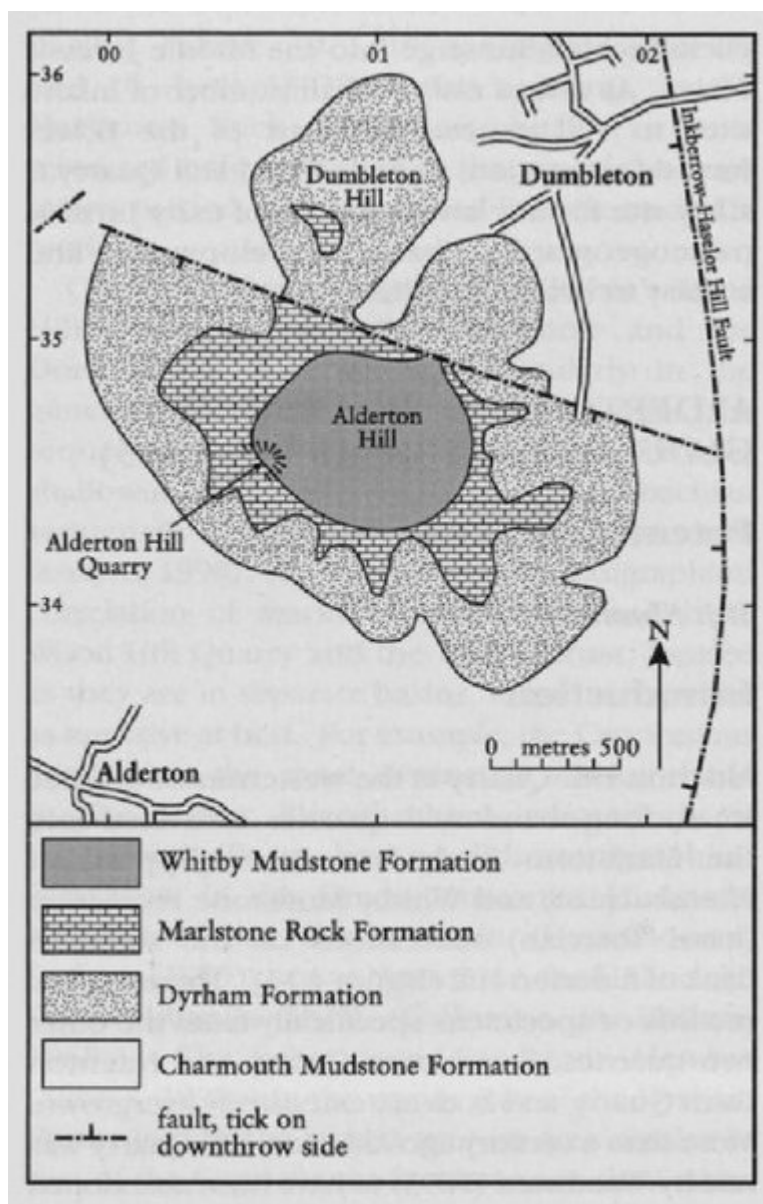 00 01 02
36
Dumbleton
Hill
Dumbleton
Inkberrow–Haselor Hill Fault
35
Alderton
Hill
Alderton Hill
Quarry
34
N
0 metres 500
Alderton
Whitby Mudstone Formation
Marlstone Rock Formation
Dyrham Formation
Charmouth Mudstone Formation
fault, tick on
downthrow side